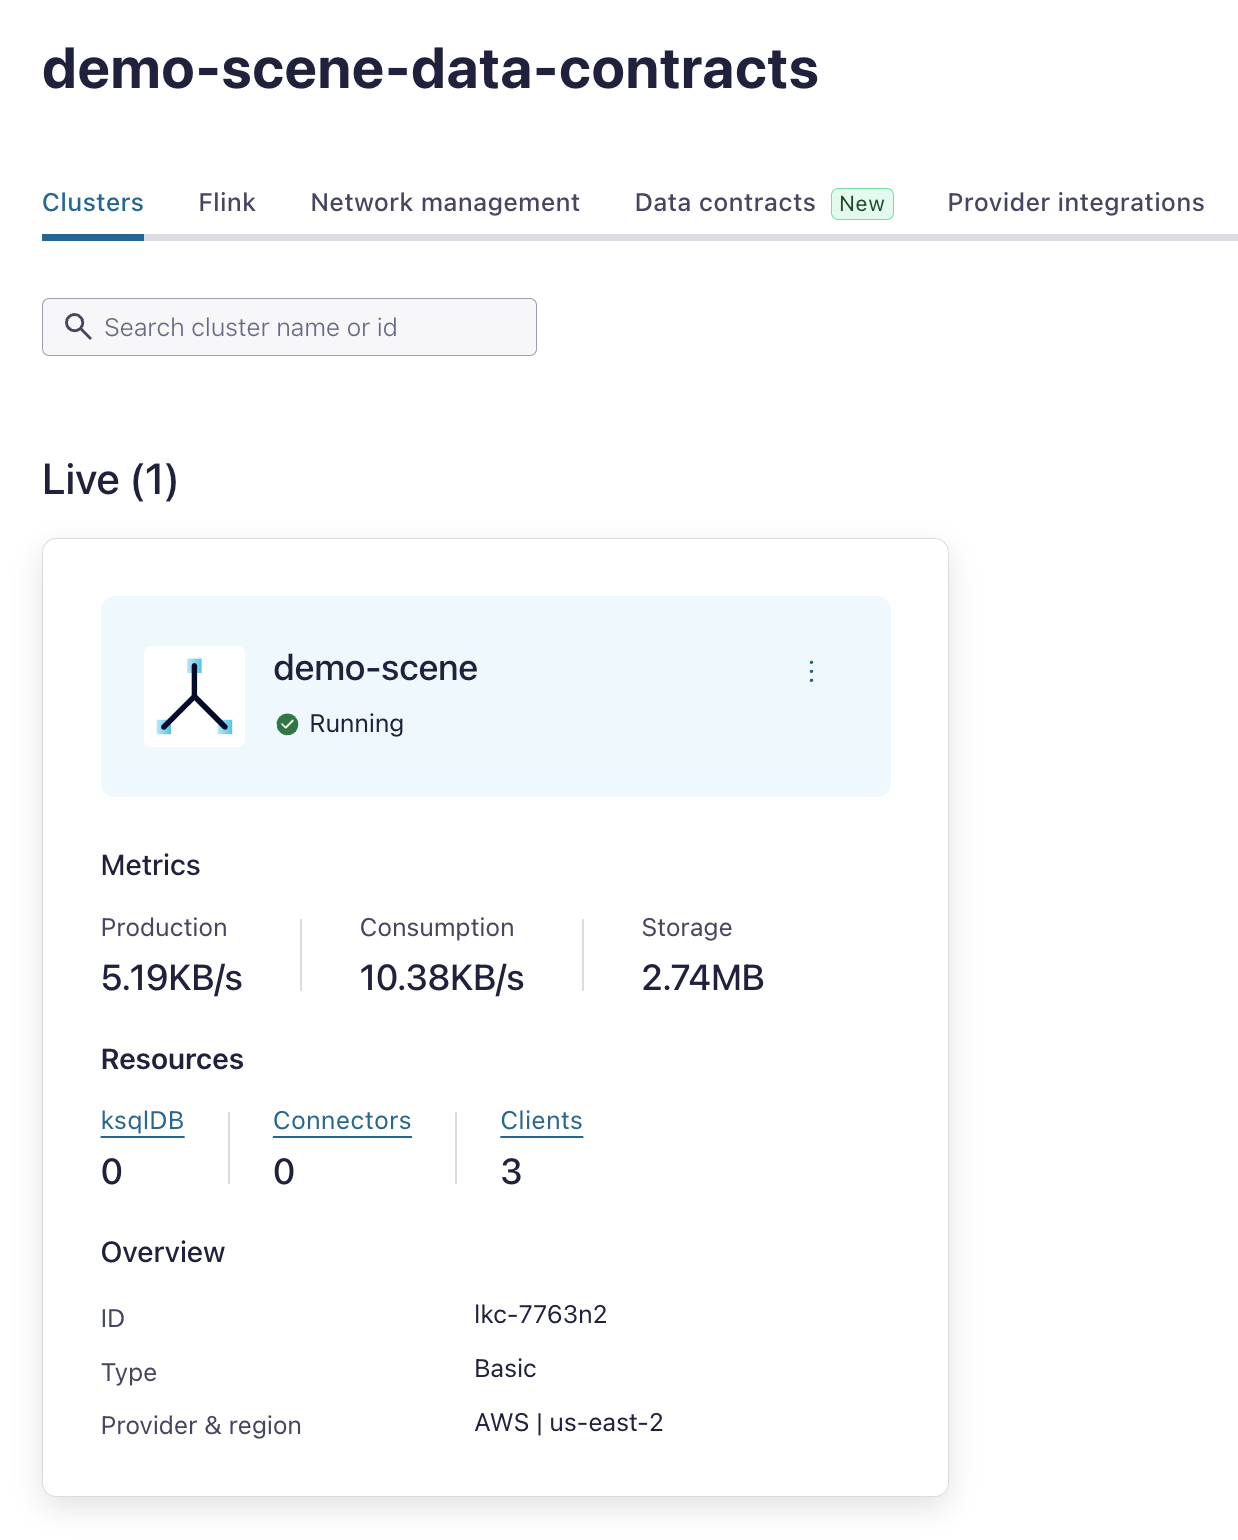 demo-scene-data-contracts
Clusters Flink Network management Data contracts New Provider integrations
Search cluster name or id
Live (1)
demo-scene
Running
Metrics
Production Consumption Storage
5.19KB/s 10.38KB/s 2.74MB
Resources
ksqlDB Connectors Clients
0 0 3
Overview
ID lkc-7763n2
Type Basic
Provider & region AWS | us-east-2